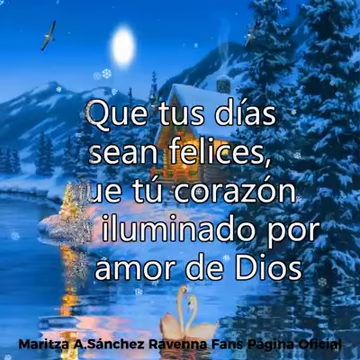 Que tus días
sean felices,
ue tú corazón
iluminado por
amor de Dios
Maritza A.Sánchez Ravenna Fans Página Oficial